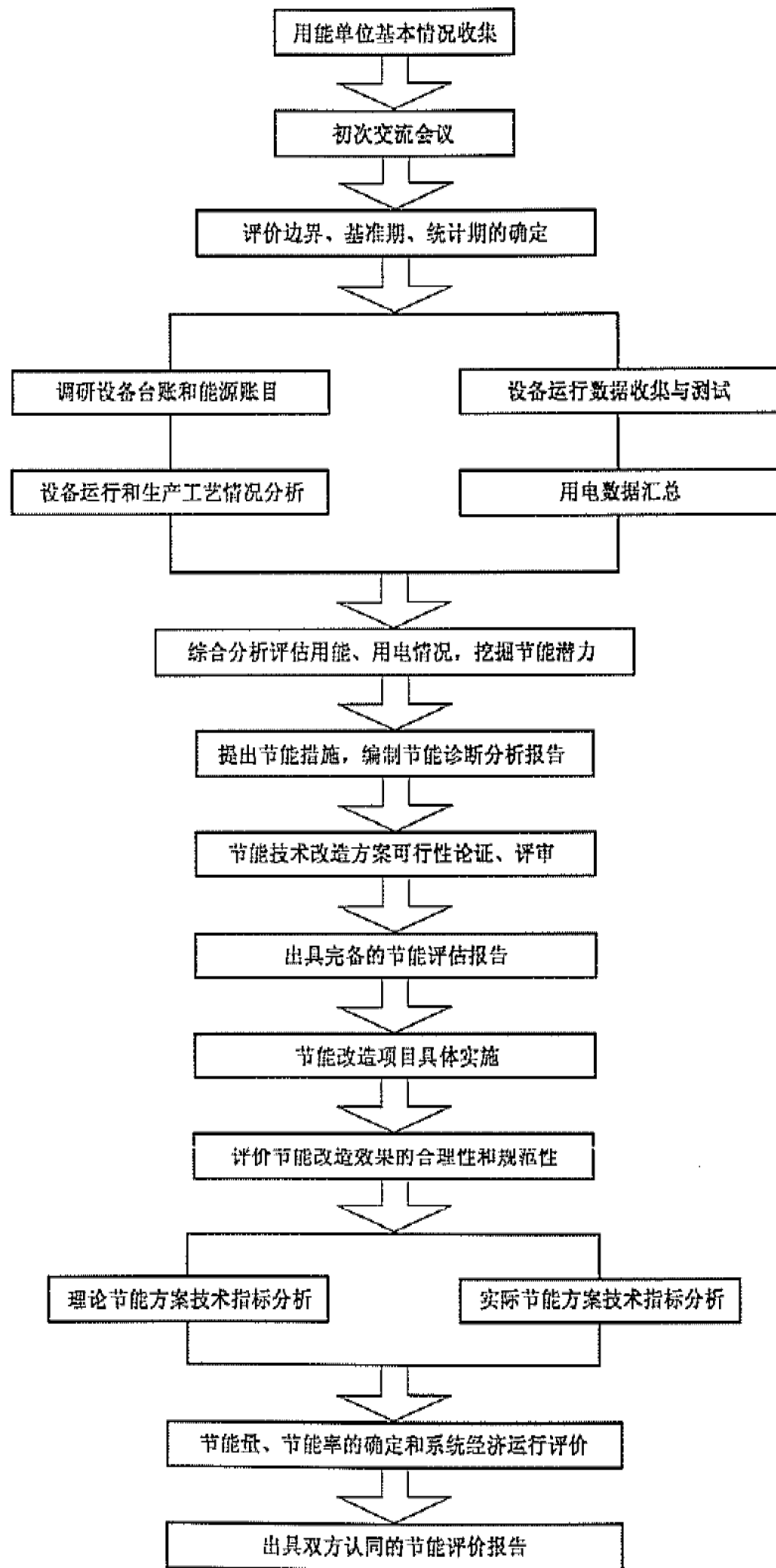 用能单位基本情况收集
初次交流会议
评价边界、基准期、统计期的确定
调研设备台账和能源账目
设备运行数据收集与测试
设备运行和生产工艺情况分析
用电数据汇总
综合分析评估用能、用电情况，挖掘节能潜力
提出节能措施，编制节能诊断分析报告
节能技术改造方案可行性论证、评审
出具完备的节能评估报告
节能改造项目具体实施
评价节能改造效果的合理性和规范性
理论节能方案技术指标分析
实际节能方案技术指标分析
节能量、节能率的确定和系统经济运行评价
出具双方认同的节能评价报告